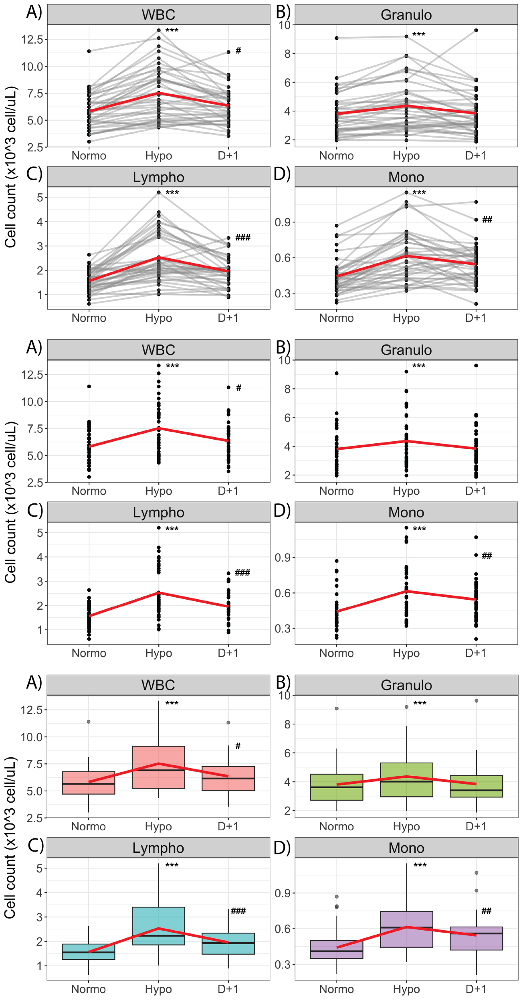 A) WBC B) Granulo
12.5 *** 10 ***
10.0 # 8
7.5 6
5.0 4
2.5 2
Normo Hypo D+1 Normo Hypo D+1
C) Lympho D) Mono
5 *** ***
4 0.9 ##
3 ###
2 0.6
1 0.3
Normo Hypo D+1 Normo Hypo D+1
Cell count (x10^3 cell/uL)
A) WBC B) Granulo
12.5 *** 10 ***
10.0 # 8
7.5 6
5.0 4
2.5 2
Normo Hypo D+1 Normo Hypo D+1
C) Lympho D) Mono
5 *** ***
4 0.9 ##
3 ###
2 0.6
1 0.3
Normo Hypo D+1 Normo Hypo D+1
Cell count (x10^3 cell/uL)
A) WBC B) Granulo
12.5 *** 10 ***
10.0 # 8
7.5 6
5.0 4
2.5 2
Normo Hypo D+1 Normo Hypo D+1
C) Lympho D) Mono
5 *** ***
4 0.9
3 ### ##
2 0.6
1 0.3
Normo Hypo D+1 Normo Hypo D+1
Cell count (x10^3 cell/uL)